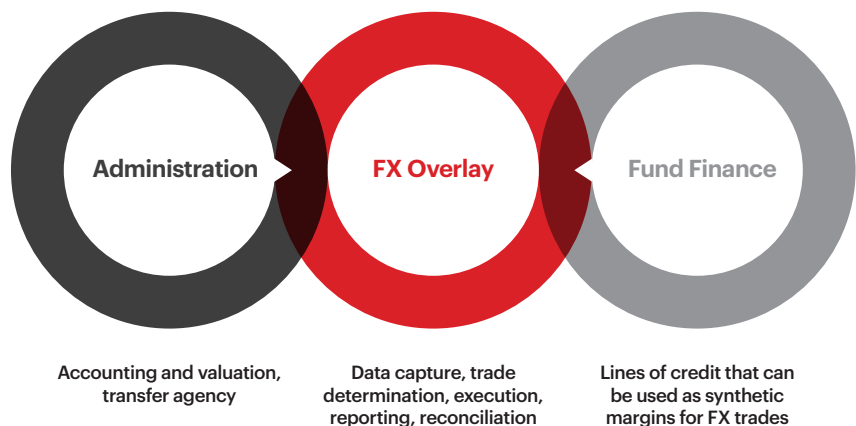 Administration
FX Overlay
Fund Finance
Accounting and valuation,
transfer agency
Data capture, trade
determination, execution,
reporting, reconciliation
Lines of credit that can
be used as synthetic
margins for FX trades